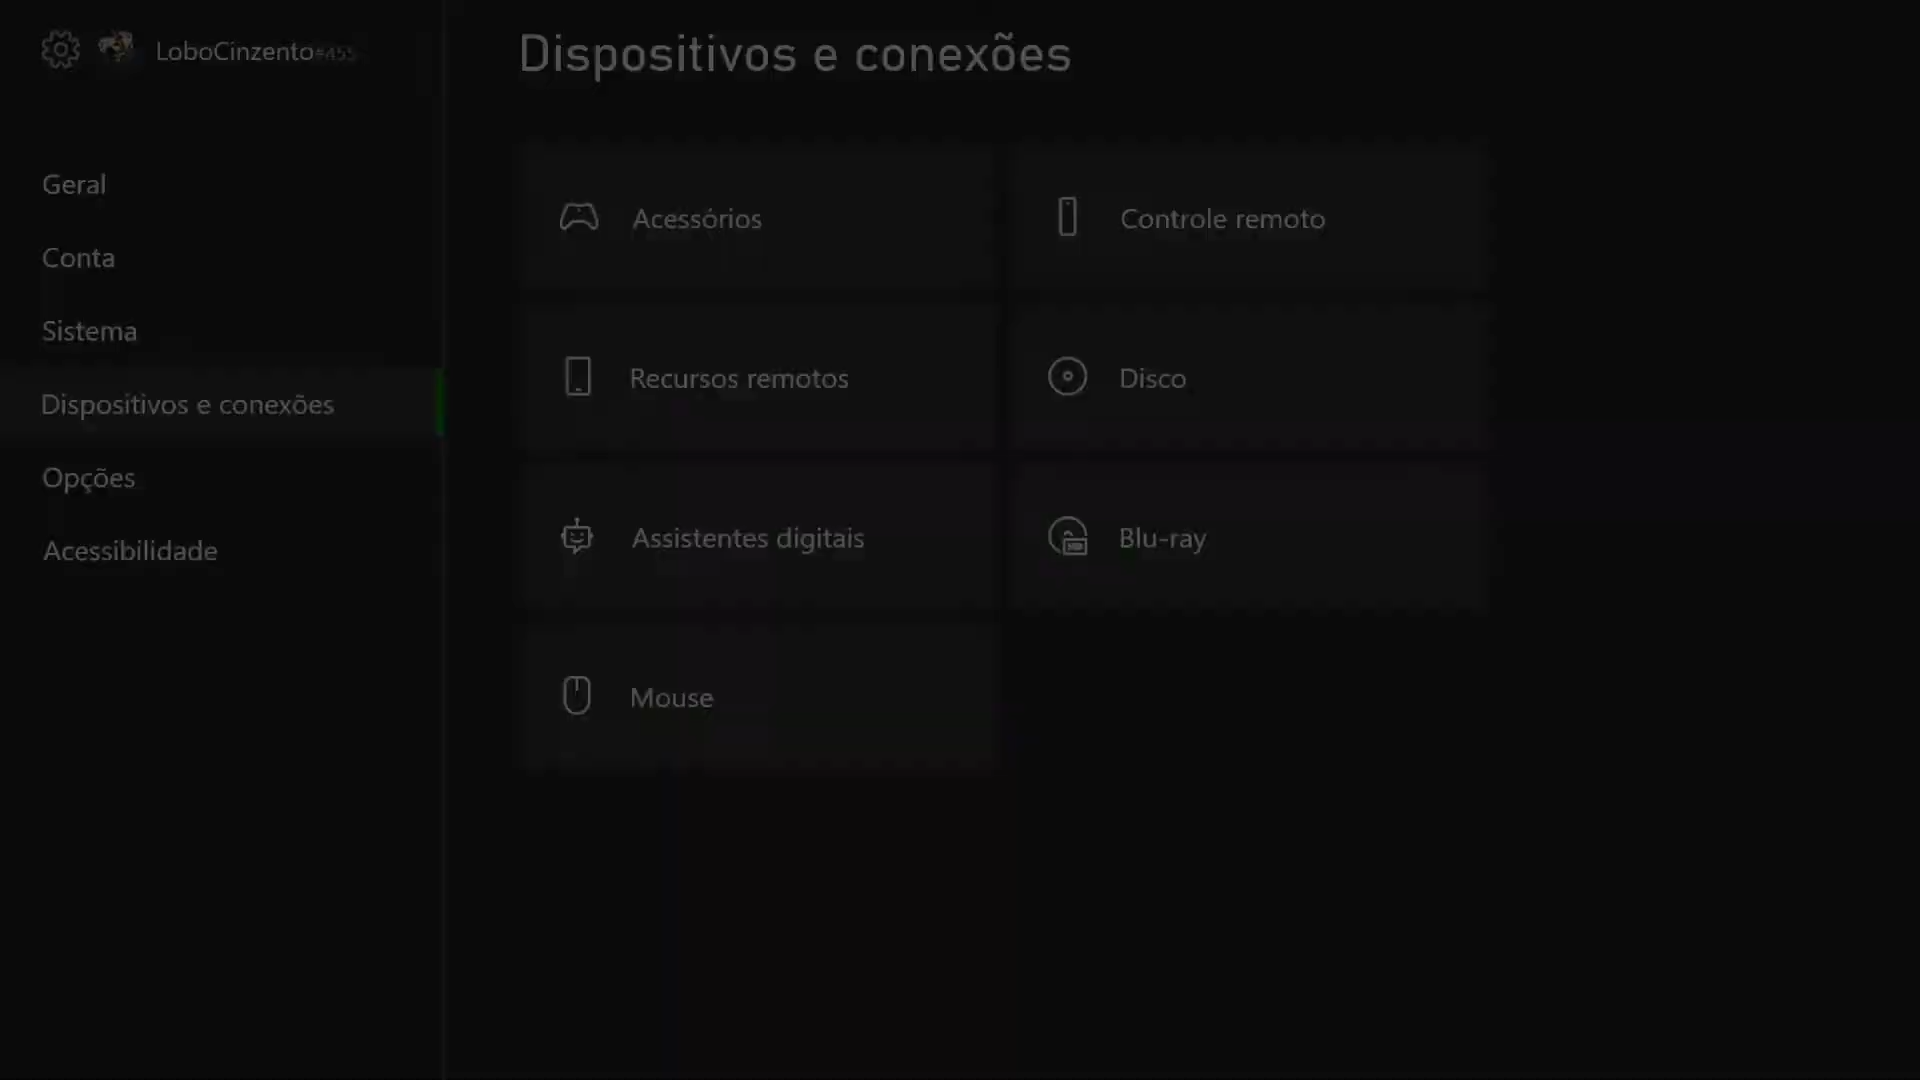 LoboCinzento#455
Geral
Conta
Sistema
Dispositivos e conexões
Opções
Acessibilidade
Dispositivos e conexões
Acessórios
Controle remoto
Recursos remotos
Disco
Assistentes digitais
Blu-ray
Mouse